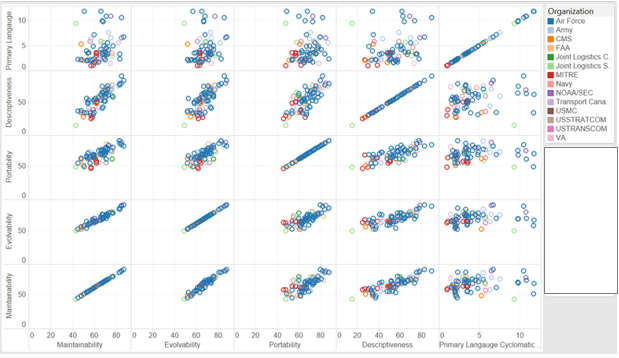 Organization
Air Force
Army
CMS
FAA
Joint Logistics C..
Joint Logistics S..
MITRE
Navy
NOAA/SEC
Transport Cana..
USMC
USSTRATCOM
USTRANSCOM
VA
Primary Langauge
10
5
0
Desciptiveness
50
0
Portability
50
0
Evolvability
50
0
Maintainability
50
0
0 20 40 60 80
0 20 40 60 80
0 20 40 60 80
0 20 40 60 80
0 5 10
Maintainability
Evolvability
Portability
Descriptiveness
Primary Langauge Cyclomatic ..